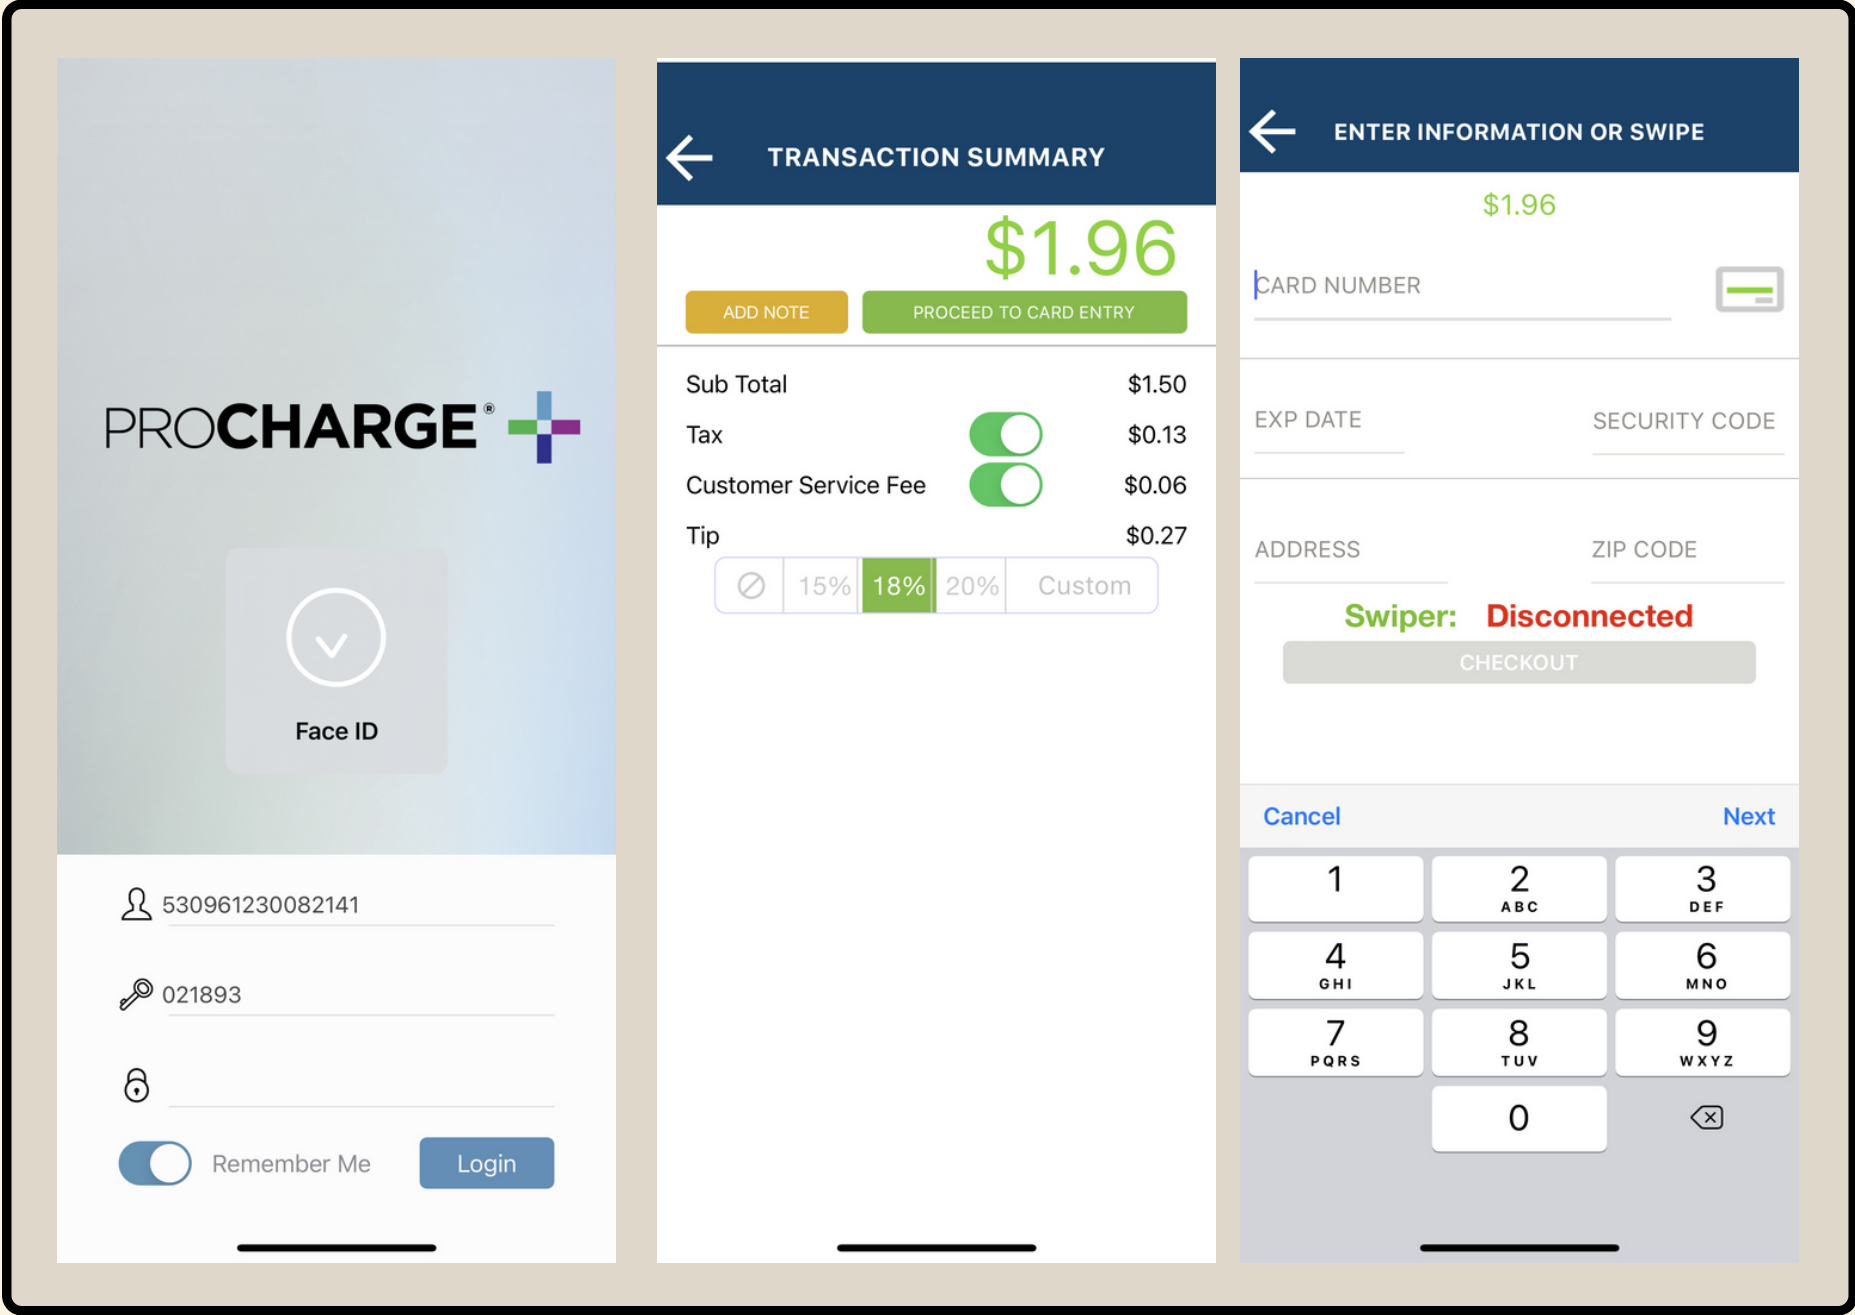 PROCHARGE®
Face ID
530961230082141
021893
Remember Me
Login
TRANSACTION SUMMARY
$1.96
ADD NOTE
PROCEED TO CARD ENTRY
Sub Total $1.50
Tax $0.13
Customer Service Fee $0.06
Tip $0.27
15% 18% 20% Custom
ENTER INFORMATION OR SWIPE
$1.96
CARD NUMBER
EXP DATE SECURITY CODE
ADDRESS ZIP CODE
Swiper: Disconnected
CHECKOUT
Cancel Next
1 2 3
ABC DEF
4 5 6
GHI JKL MNO
7 8 9
PQRS TUV WXYZ
0